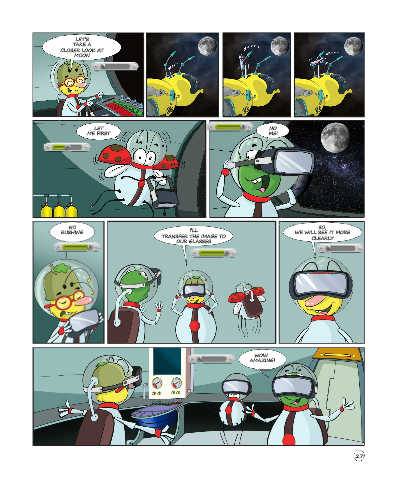 LET'S
TAKE A
CLOSER LOOK AT
MOON
LET
ME FIRST
NO
ME!
NO
RUSHING
I'LL
TRANSFER THE IMAGE TO
OUR GLASSES
SO,
WE WILL SEE IT MORE
CLEARLY
WOW
AMAZING!